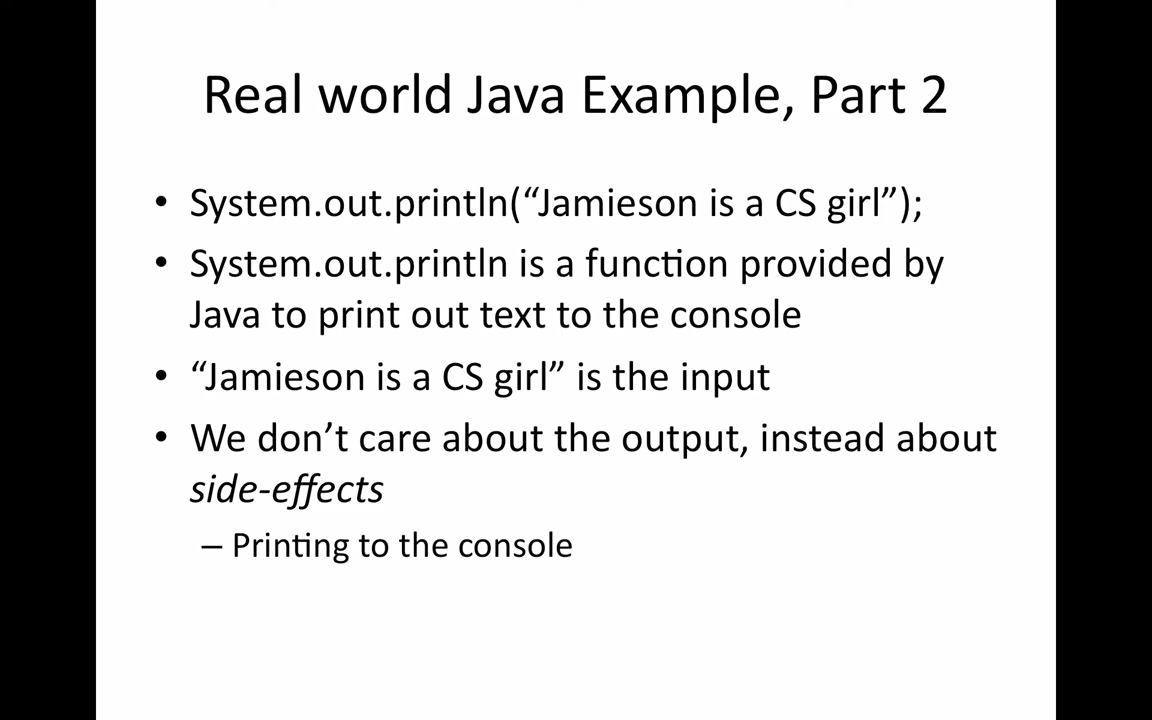 Real world Java Example, Part 2
• System.out.println(“Jamieson is a CS girl”);
• System.out.println is a function provided by
Java to print out text to the console
• “Jamieson is a CS girl” is the input
• We don’t care about the output, instead about
side-effects
– Printing to the console